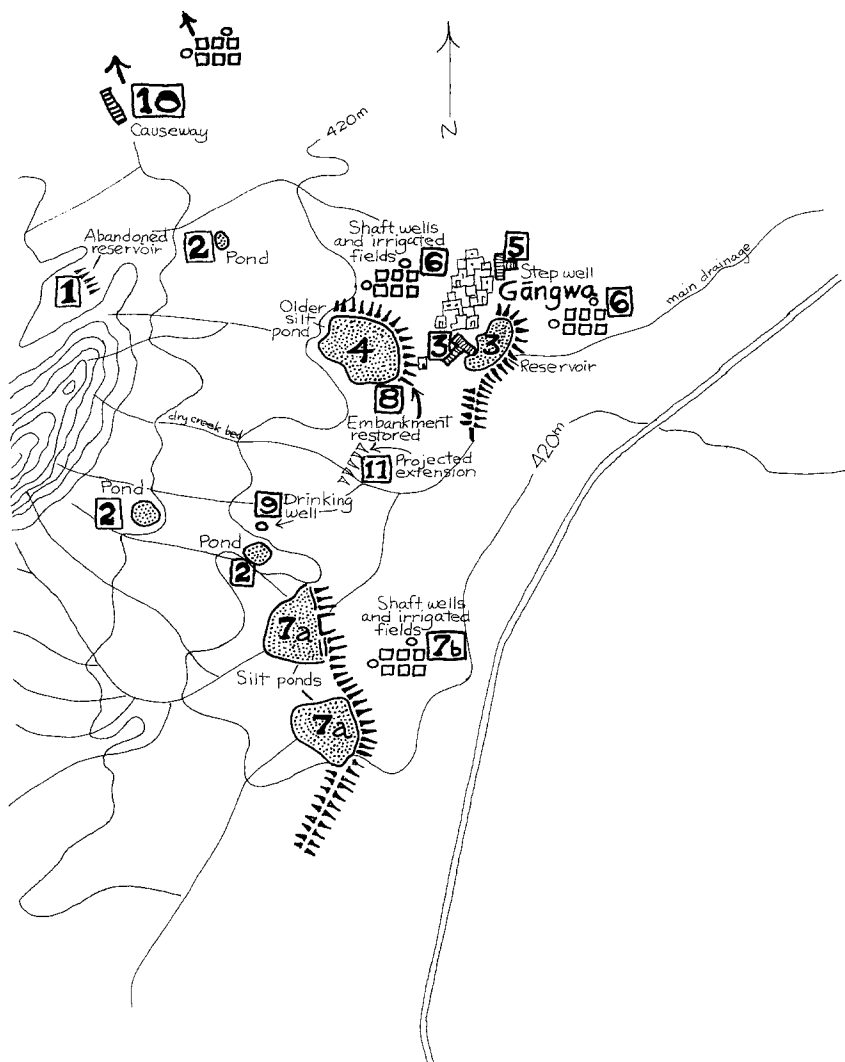 10
Causeway
N
420m
Abandoned
reservoir
1
2
Pond
Shaft wells
and irrigated
fields
6
5
Step well
Gangwa
6
main drainage
Older
silt
pond
4
3
3
Reservoir
8
Embankment
restored
dry creek bed
11
Projected
extension
420m
Pond
2
9
Drinking
well
Pond
2
7a
Shaft wells
and irrigated
fields
7b
Silt ponds
7a